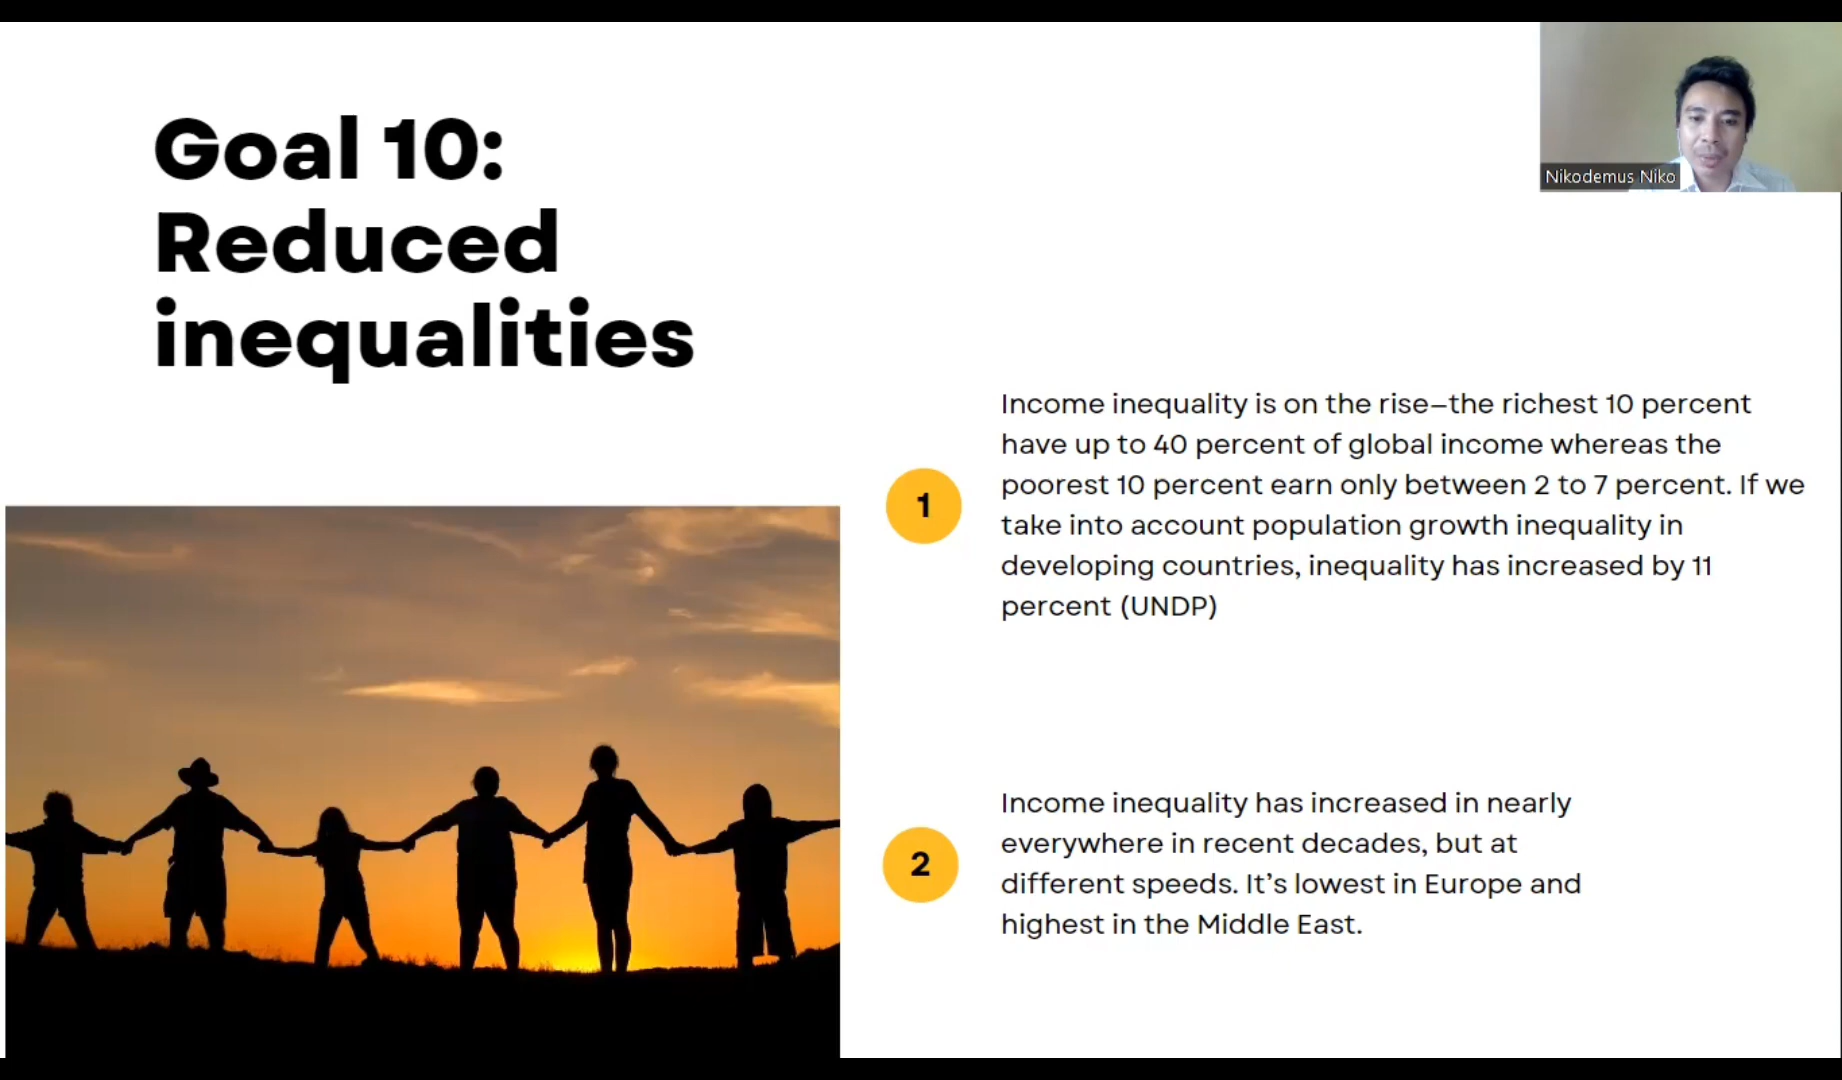 Goal 10:
Reduced
inequalities
Nikodemus Niko
1
Income inequality is on the rise—the richest 10 percent
have up to 40 percent of global income whereas the
poorest 10 percent earn only between 2 to 7 percent. If we
take into account population growth inequality in
developing countries, inequality has increased by 11
percent (UNDP)
2
Income inequality has increased in nearly
everywhere in recent decades, but at
different speeds. It’s lowest in Europe and
highest in the Middle East.